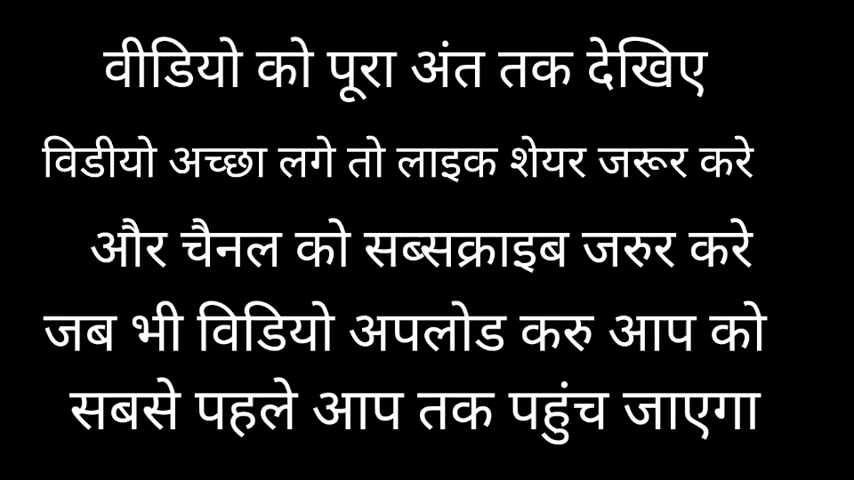 वीडियो को पूरा अंत तक देखिए
विडीयो अच्छा लगे तो लाइक शेयर जरूर करे
और चैनल को सब्सक्राइब जरुर करे
जब भी विडियो अपलोड करु आप को
सबसे पहले आप तक पहुंच जाएगा